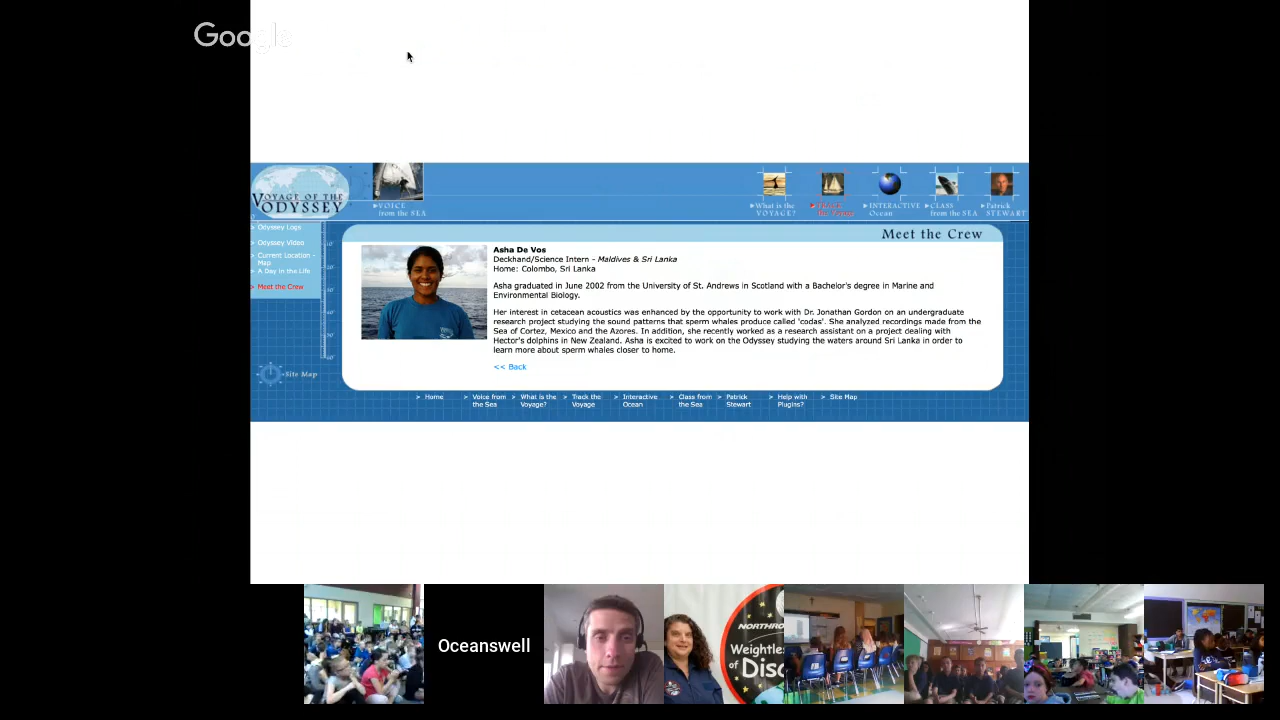 Google
VOYAGE OF THE
ODYSSEY
VOICE
from the SEA
What is the
VOYAGE?
TRACK
the Voyage
INTERACTIVE
Ocean
CLASS
from the SEA
Patrick
STEWART
> Odyssey Logs
> Odyssey Video
> Current Location -
Map
> A Day in the Life
> Meet the Crew
Site Map
Meet the Crew
Asha De Vos
Deckhand/Science Intern - Maldives & Sri Lanka
Home: Colombo, Sri Lanka
Asha graduated in June 2002 from the University of St. Andrews in Scotland with a Bachelor's degree in Marine and
Environmental Biology.
Her interest in cetacean acoustics was enhanced by the opportunity to work with Dr. Jonathan Gordon on an undergraduate
research project studying the sound patterns that sperm whales produce called 'codas'. She analyzed recordings made from the
Sea of Cortez, Mexico and the Azores. In addition, she recently worked as a research assistant on a project dealing with
Hector's dolphins in New Zealand. Asha is excited to work on the Odyssey studying the waters around Sri Lanka in order to
learn more about sperm whales closer to home.
<< Back
> Home > Voice from the Sea > What is the Voyage? > Track the Voyage > Interactive Ocean > Class from the Sea > Patrick Stewart > Help with Plugins? > Site Map
Oceanswell
NORTHRO
Weightles
of Disc